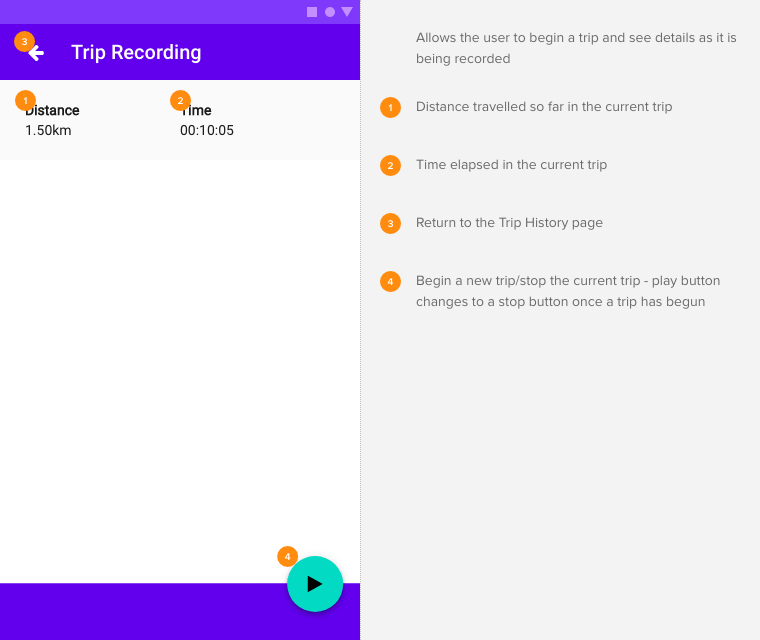 3
Trip Recording
1
2
Distance
Time
1.50km
00:10:05
4
Allows the user to begin a trip and see details as it is
being recorded
1
Distance travelled so far in the current trip
2
Time elapsed in the current trip
3
Return to the Trip History page
4
Begin a new trip/stop the current trip - play button
changes to a stop button once a trip has begun